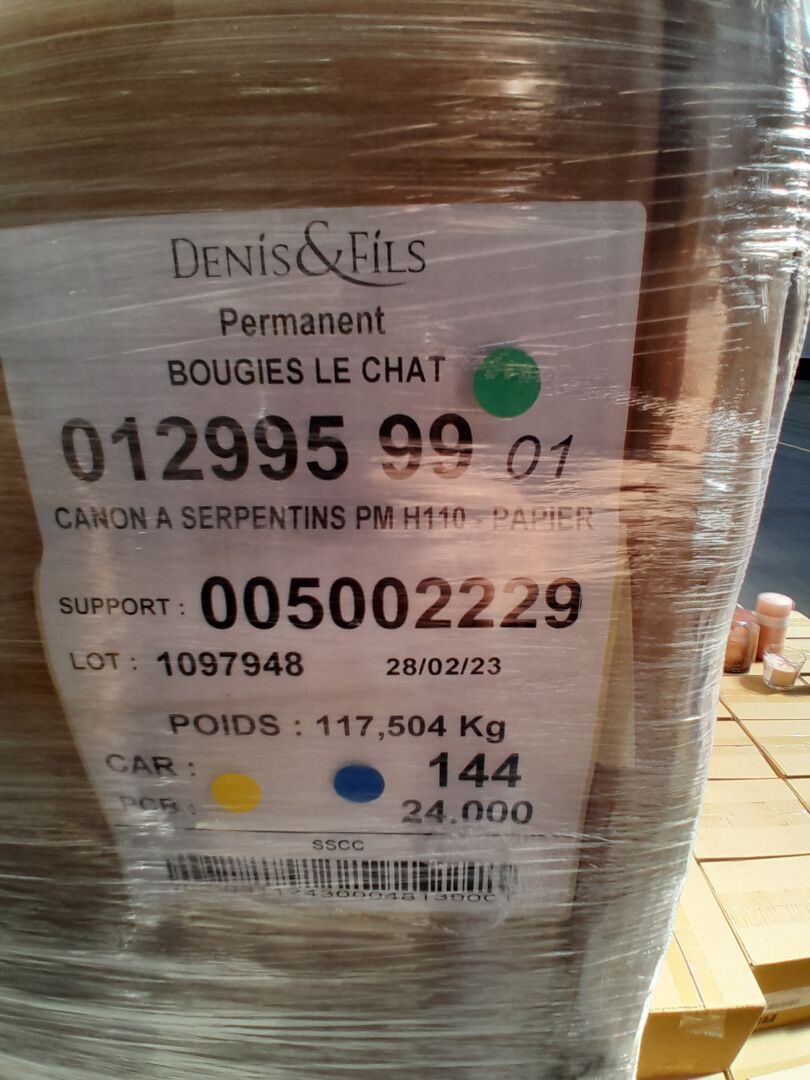 DENIS&FILS
Permanent
BOUGIES LE CHAT
012995 99 01
CANON A SERPENTINS PM H110 - PAPIER
SUPPORT : 005002229
LOT : 1097948 28/02/23
POIDS : 117,504 Kg
CAR : 144
PCB : 24.000
SSCC